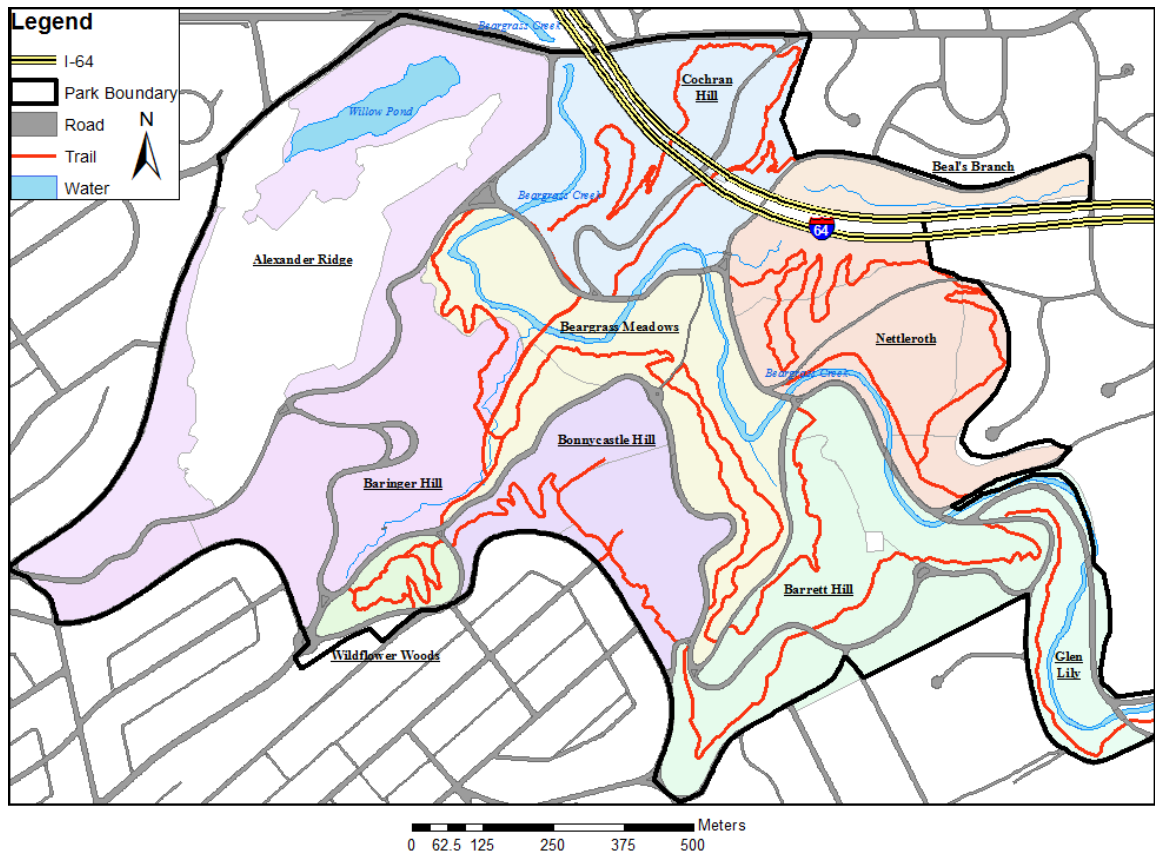 Legend
I-64
Park Boundary
Road
N
Trail
Water
Beargrass Creek
Cochran
Hill
Willow Pond
Beal's Branch
Beargrass Creek
64
Alexander Ridge
Beargrass Meadows
Nettleroth
Beargrass Creek
Bonnycastle Hill
Baringer Hill
Barrett Hill
Wildflower Woods
Glen
Lily
Meters
0 62.5 125 250 375 500